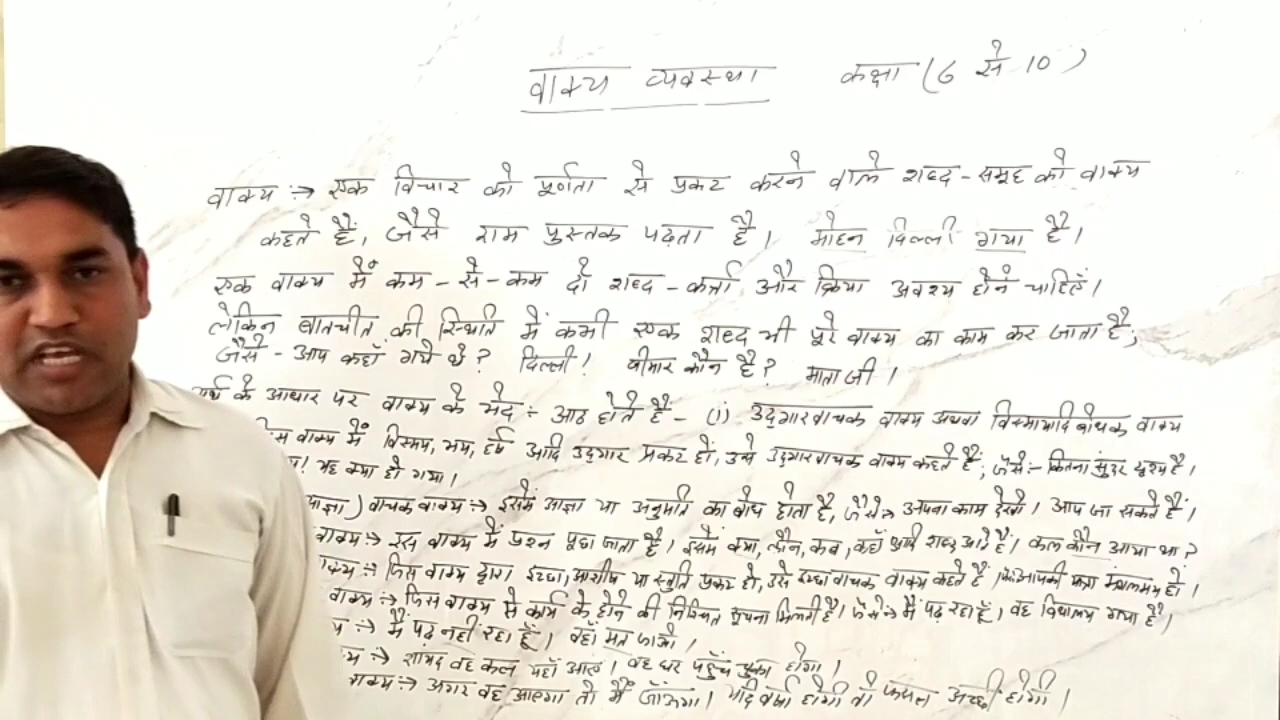 वाक्य व्यवस्था कक्षा (6 से 10)
वाक्य :→ एक विचार को पूर्णता से प्रकट करने वाले शब्द-समूह को वाक्य
कहते हैं, जैसे राम पुस्तक पढ़ता है। मोहन दिल्ली गया है।
एक वाक्य में कम-से-कम दो शब्द-कर्त्ता और क्रिया अवश्य होने चाहिएँ।
लेकिन बातचीत की स्थिति में कभी एक शब्द भी पूरे वाक्य का काम कर जाता है;
जैसे - आप कहाँ गये थे? दिल्ली! बीमार कौन है? माता जी।
के आधार पर वाक्य के भेद ÷ आठ होते हैं- (i) उद्गारवाचक वाक्य अथवा विस्मयादिबोधक वाक्य
वाक्य में विस्मय, भय, हर्ष आदि उद्गार प्रकट हों, उसे उद्गारवाचक वाक्य कहते हैं; जैसे:- कितना सुंदर दृश्य है।
! यह क्या हो गया।
) वाचक वाक्य :→ इसमें आज्ञा या अनुमति का बोध होता है, जैसे:→ अपना काम देखो। आप जा सकते हैं।
वाक्य :→ इस वाक्य में प्रश्न पूछा जाता है। इसमें क्या, कौन, कब, कहाँ आदि शब्द आते हैं। कल कौन आया था?
:→ जिस वाक्य द्वारा इच्छा, आशीष या स्तुति प्रकट हो, उसे इच्छा वाचक वाक्य कहते हैं। आपकी यात्रा मंगलमय हो।
वाक्य :→ जिस वाक्य से कार्य के होने की निश्चित सूचना मिलती है। जैसे:→ मैं पढ़ रहा हूँ। वह विद्यालय गया है।
:→ मैं पढ़ नहीं रहा हूँ। वहाँ मत जाओ।
:→ शायद वह कल यहाँ आए। वह घर पहुँच चुका होगा।
वाक्य :→ अगर वह आएगा तो मैं जाऊँगा। यदि वर्षा होगी तो फसल अच्छी होगी।